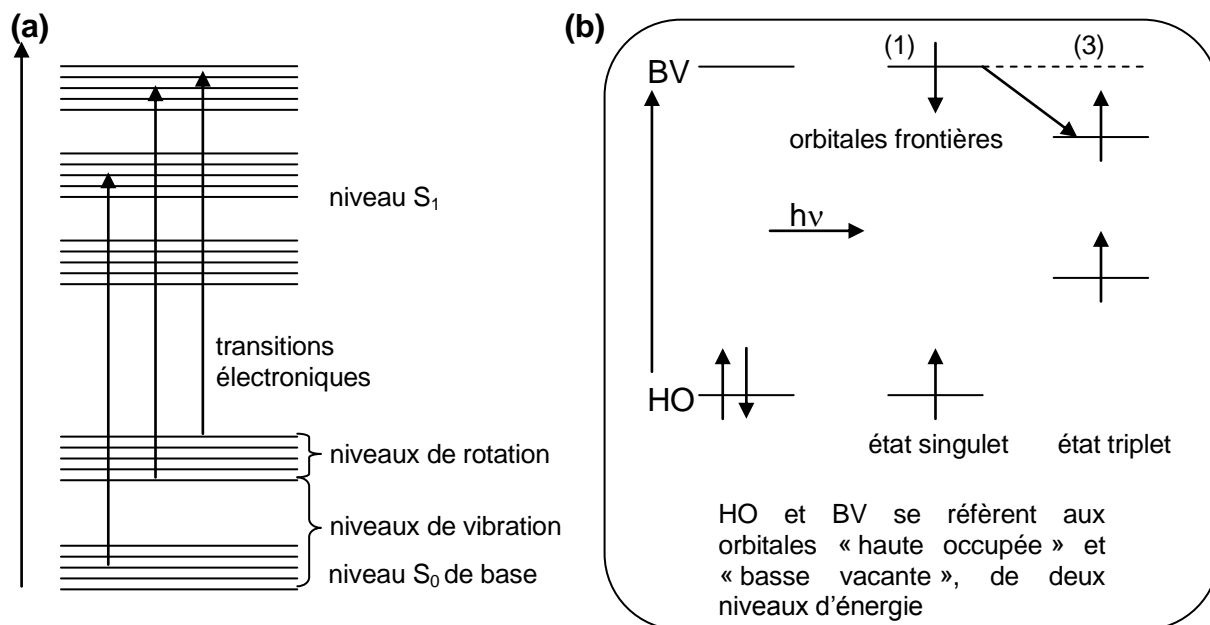 (a)
niveau S1
transitions
électroniques
niveaux de rotation
niveaux de vibration
niveau S0 de base
(b)
(1) (3)
BV
orbitales frontières
hν
HO
état singulet état triplet
HO et BV se réfèrent aux
orbitales « haute occupée » et
« basse vacante », de deux
niveaux d’énergie